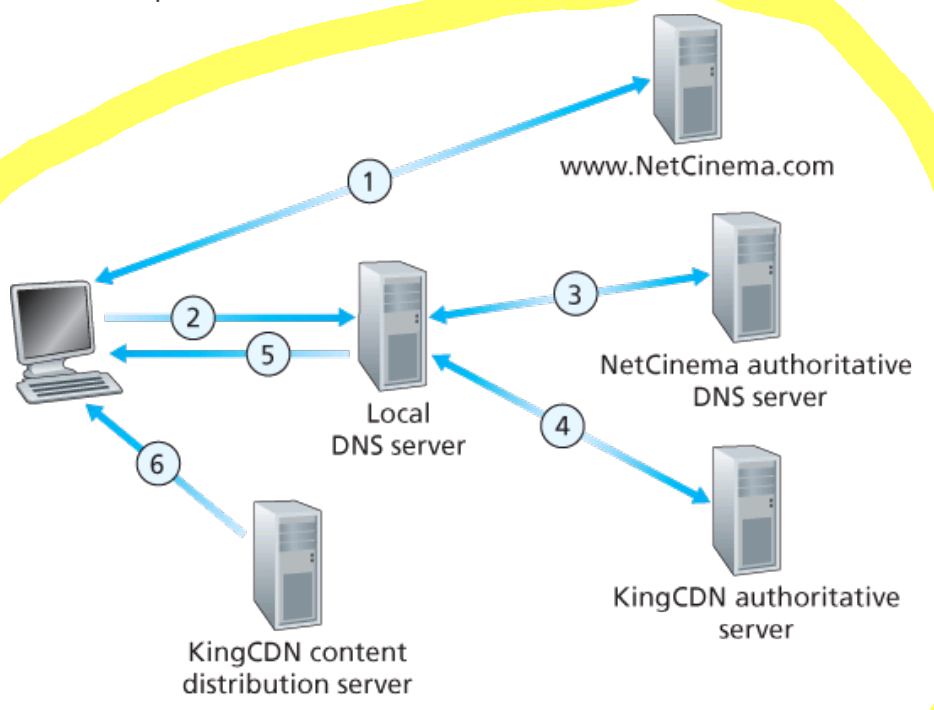 www.NetCinema.com
1
2
3
5
NetCinema authoritative
DNS server
Local
DNS server
4
6
KingCDN authoritative
server
KingCDN content
distribution server